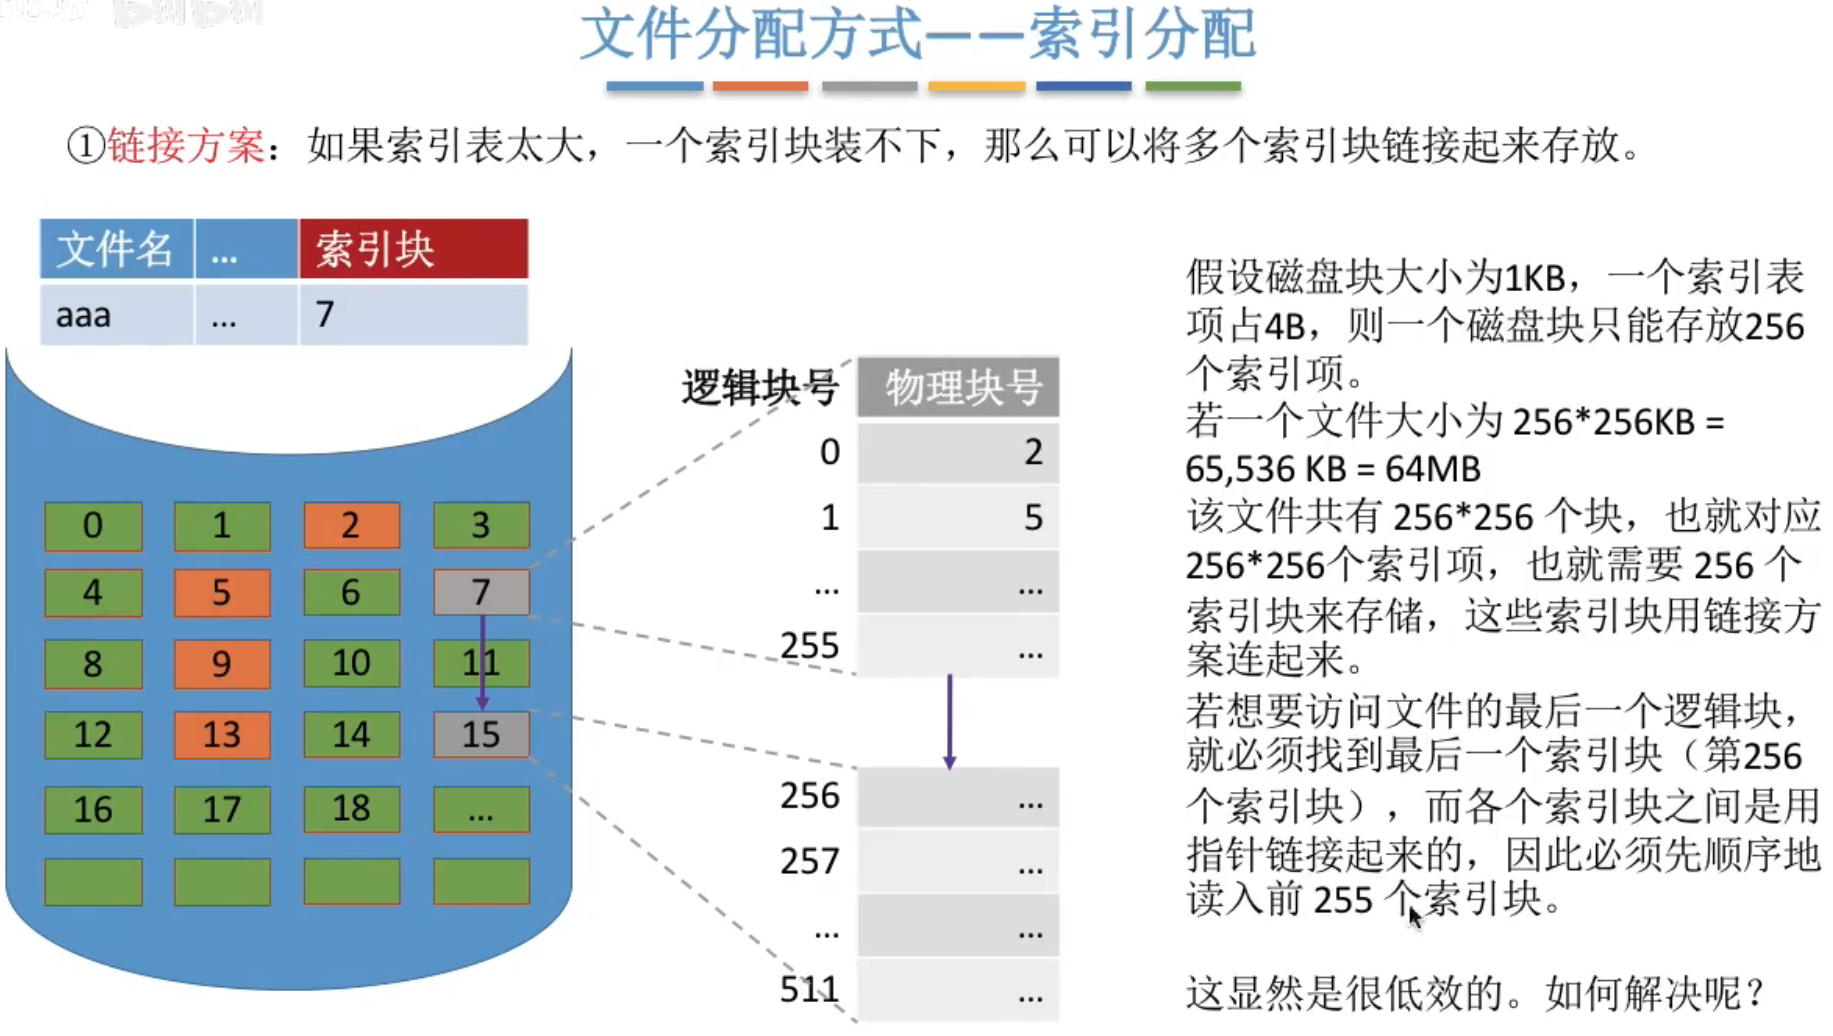 文件分配方式——索引分配
①链接方案：如果索引表太大，一个索引块装不下，那么可以将多个索引块链接起来存放。
文件名 ... 索引块
aaa ... 7
0 1 2 3
4 5 6 7
8 9 10 11
12 13 14 15
16 17 18 ...
逻辑块号 物理块号
0 2
1 5
... ...
255 ...
256 ...
257 ...
... ...
511 ...
假设磁盘块大小为1KB，一个索引表
项占4B，则一个磁盘块只能存放256
个索引项。
若一个文件大小为 256*256KB =
65,536 KB = 64MB
该文件共有 256*256 个块，也就对应
256*256个索引项，也就需要 256 个
索引块来存储，这些索引块用链接方
案连起来。
若想要访问文件的最后一个逻辑块，
就必须找到最后一个索引块（第256
个索引块），而各个索引块之间是用
指针链接起来的，因此必须先顺序地
读入前 255 个索引块。
这显然是很低效的。如何解决呢？